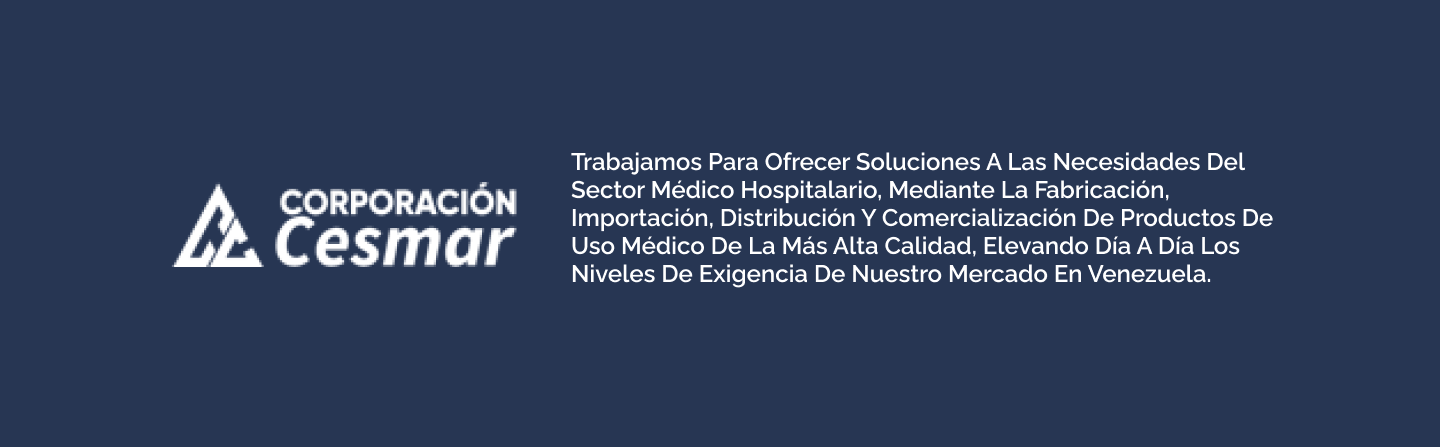 CORPORACIÓN
Cesmar
Trabajamos Para Ofrecer Soluciones A Las Necesidades Del
Sector Médico Hospitalario, Mediante La Fabricación,
Importación, Distribución Y Comercialización De Productos De
Uso Médico De La Más Alta Calidad, Elevando Día A Día Los
Niveles De Exigencia De Nuestro Mercado En Venezuela.